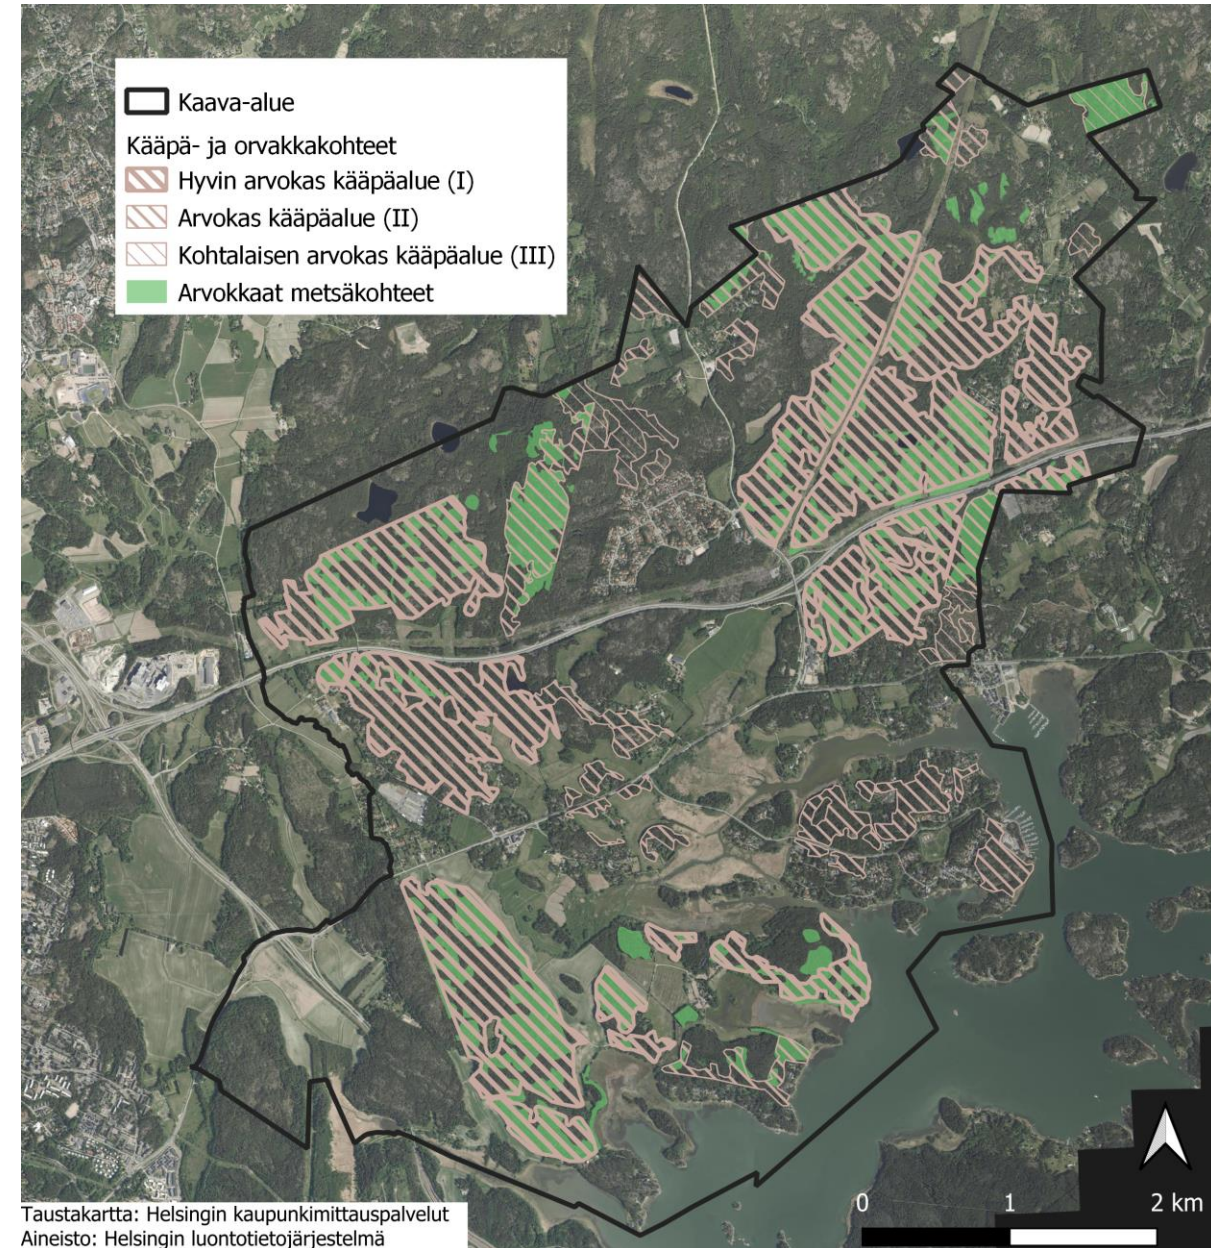 Kaava-alue
Kääpä- ja orvakkakohteet
Hyvin arvokas kääpäalue (I)
Arvokas kääpäalue (II)
Kohtalaisen arvokas kääpäalue (III)
Arvokkaat metsäkohteet
0 1 2 km
Taustakartta: Helsingin kaupunkimittauspalvelut
Aineisto: Helsingin luontotietojärjestelmä